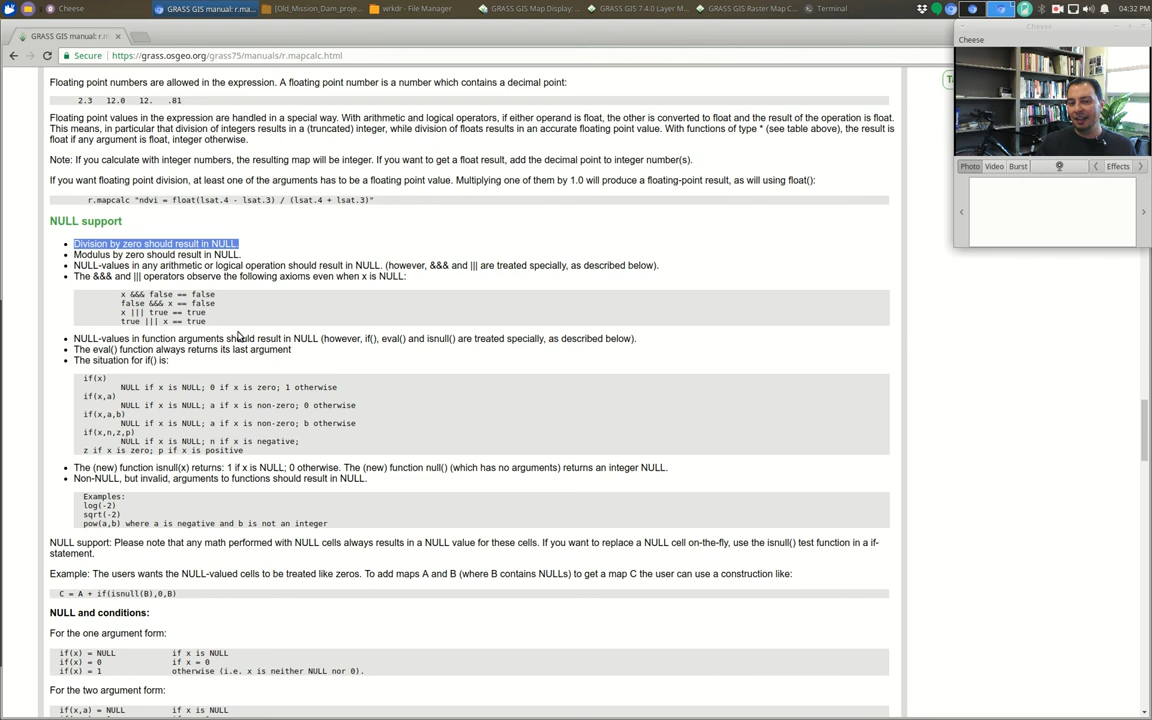 Cheese
GRASS GIS manual: r.ma...
[Old_Mission_Dam_proje...
wrkdr - File Manager
GRASS GIS Map Display: ...
GRASS GIS 7.4.0 Layer M...
GRASS GIS Raster Map C...
Terminal
04:32 PM
GRASS GIS manual: r.m
Secure
https://grass.osgeo.org/grass75/manuals/r.mapcalc.html
Cheese
Cheese
Photo Video Burst Effects
Floating point numbers are allowed in the expression. A floating point number is a number which contains a decimal point:
2.3 12.0 12. .81
Floating point values in the expression are handled in a special way. With arithmetic and logical operators, if either operand is float, the other is converted to float and the result of the operation is float.
This means, in particular that division of integers results in a (truncated) integer, while division of floats results in an accurate floating point value. With functions of type * (see table above), the result is
float if any argument is float, integer otherwise.
Note: If you calculate with integer numbers, the resulting map will be integer. If you want to get a float result, add the decimal point to integer number(s).
If you want floating point division, at least one of the arguments has to be a floating point value. Multiplying one of them by 1.0 will produce a floating-point result, as will using float():
r.mapcalc "ndvi = float(lsat.4 - lsat.3) / (lsat.4 + lsat.3)"
NULL support
• Division by zero should result in NULL.
• Modulus by zero should result in NULL.
• NULL-values in any arithmetic or logical operation should result in NULL. (however, &&& and ||| are treated specially, as described below).
• The &&& and ||| operators observe the following axioms even when x is NULL:
x &&& false == false
false &&& x == false
x ||| true == true
true ||| x == true
• NULL-values in function arguments should result in NULL (however, if(), eval() and isnull() are treated specially, as described below).
• The eval() function always returns its last argument
• The situation for if() is:
if(x)
NULL if x is NULL; 0 if x is zero; 1 otherwise
if(x,a)
NULL if x is NULL; a if x is non-zero; 0 otherwise
if(x,a,b)
NULL if x is NULL; a if x is non-zero; b otherwise
if(x,n,z,p)
NULL if x is NULL; n if x is negative;
z if x is zero; p if x is positive
• The (new) function isnull(x) returns: 1 if x is NULL; 0 otherwise. The (new) function null() (which has no arguments) returns an integer NULL.
• Non-NULL, but invalid, arguments to functions should result in NULL.
Examples:
log(-2)
sqrt(-2)
pow(a,b) where a is negative and b is not an integer
NULL support: Please note that any math performed with NULL cells always results in a NULL value for these cells. If you want to replace a NULL cell on-the-fly, use the isnull() test function in a if-
statement.
Example: The users wants the NULL-valued cells to be treated like zeros. To add maps A and B (where B contains NULLs) to get a map C the user can use a construction like:
C = A + if(isnull(B),0,B)
NULL and conditions:
For the one argument form:
if(x) = NULL if x is NULL
if(x) = 0 if x = 0
if(x) = 1 otherwise (i.e. x is neither NULL nor 0).
For the two argument form:
if(x,a) = NULL if x is NULL